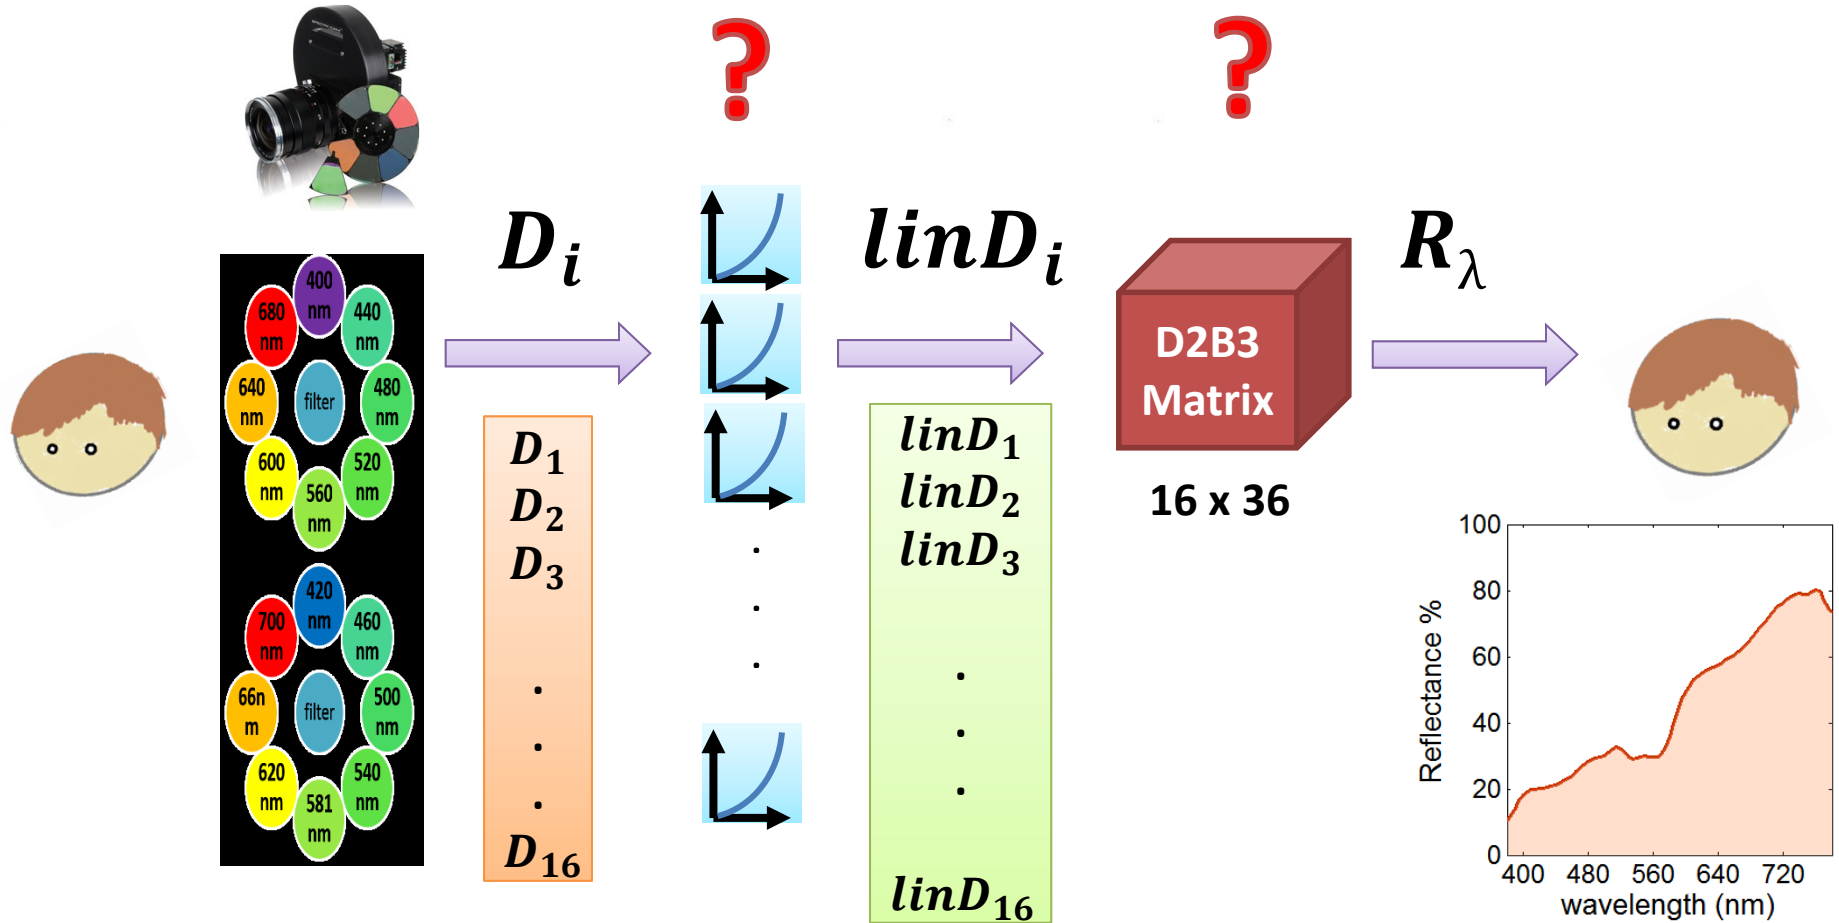 ?
?
D_i
linD_i
R_λ
400
nm
680
nm
440
nm
640
nm
filter
480
nm
600
nm
520
nm
560
nm
420
nm
700
nm
460
nm
66n
m
filter
500
nm
620
nm
540
nm
581
nm
D_1
D_2
D_3
.
.
.
D_16
.
.
.
linD_1
linD_2
linD_3
.
.
.
linD_16
D2B3
Matrix
16 x 36
100
80
60
40
20
0
Reflectance %
400 480 560 640 720
wavelength (nm)